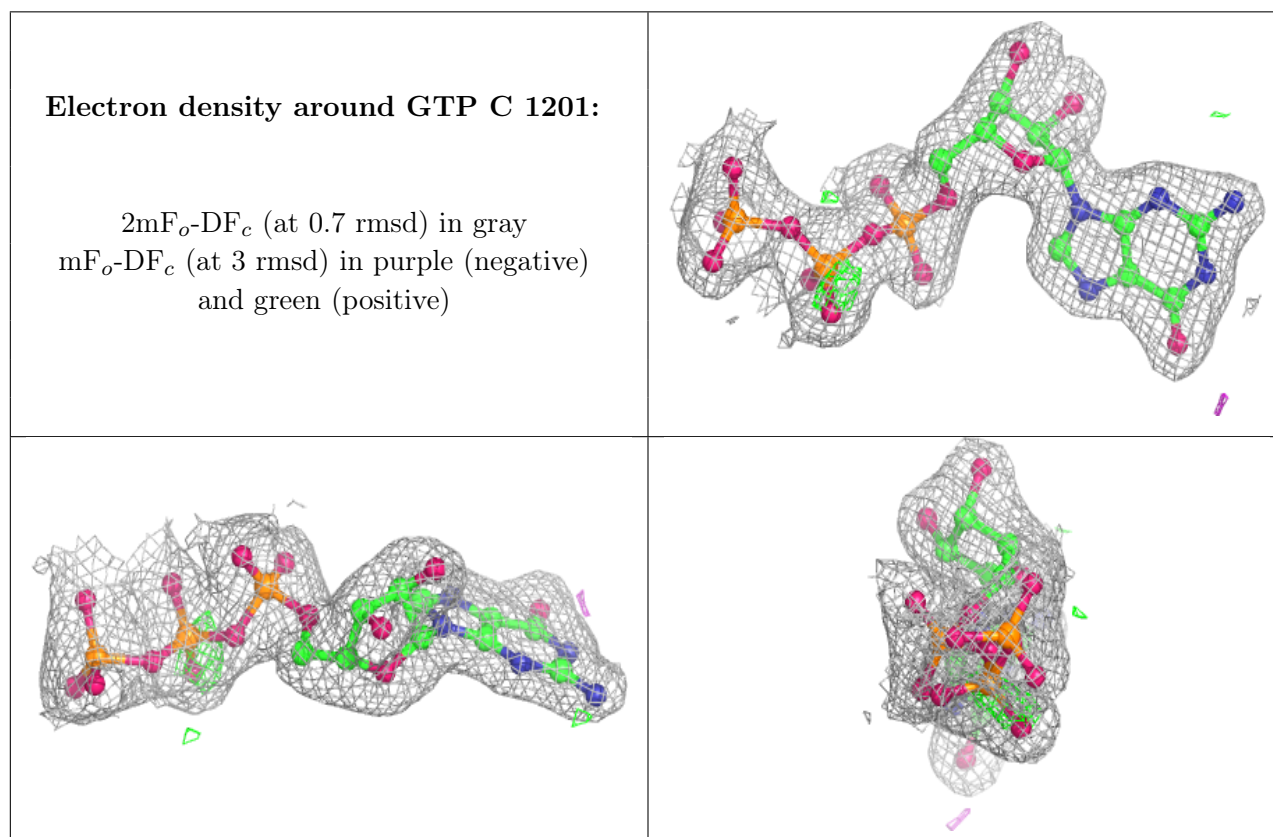 Electron density around GTP C 1201:
2mFo-DFc (at 0.7 rmsd) in gray
mFo-DFc (at 3 rmsd) in purple (negative)
and green (positive)